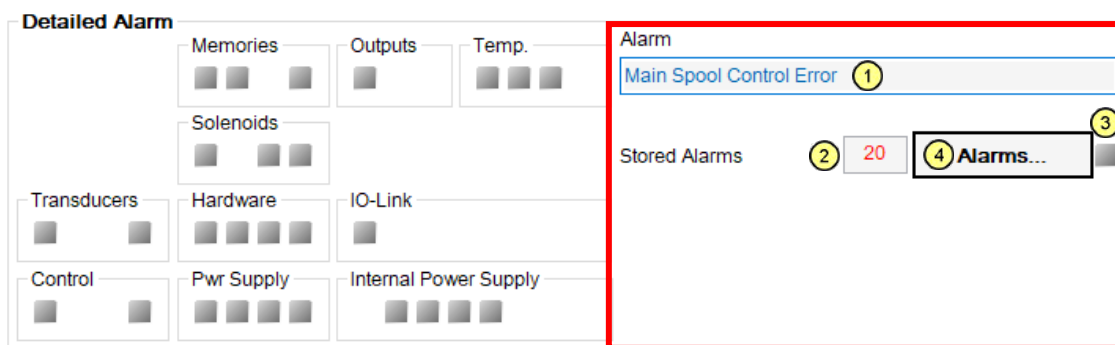 Detailed Alarm
Memories Outputs Temp.
Solenoids
Transducers Hardware IO-Link
Control Pwr Supply Internal Power Supply
Alarm
Main Spool Control Error 1
3
Stored Alarms 2 20 4 Alarms...